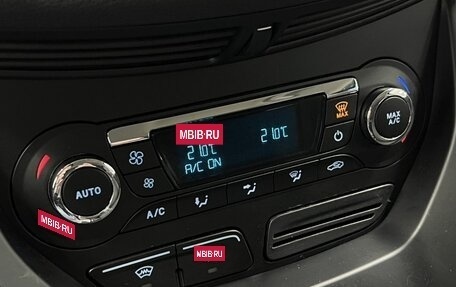 MBIB·RU
21.0°C
21.0°C
A/C ON
MAX
MAX
A/C
AUTO
A/C
MBIB·RU
MBIB·RU